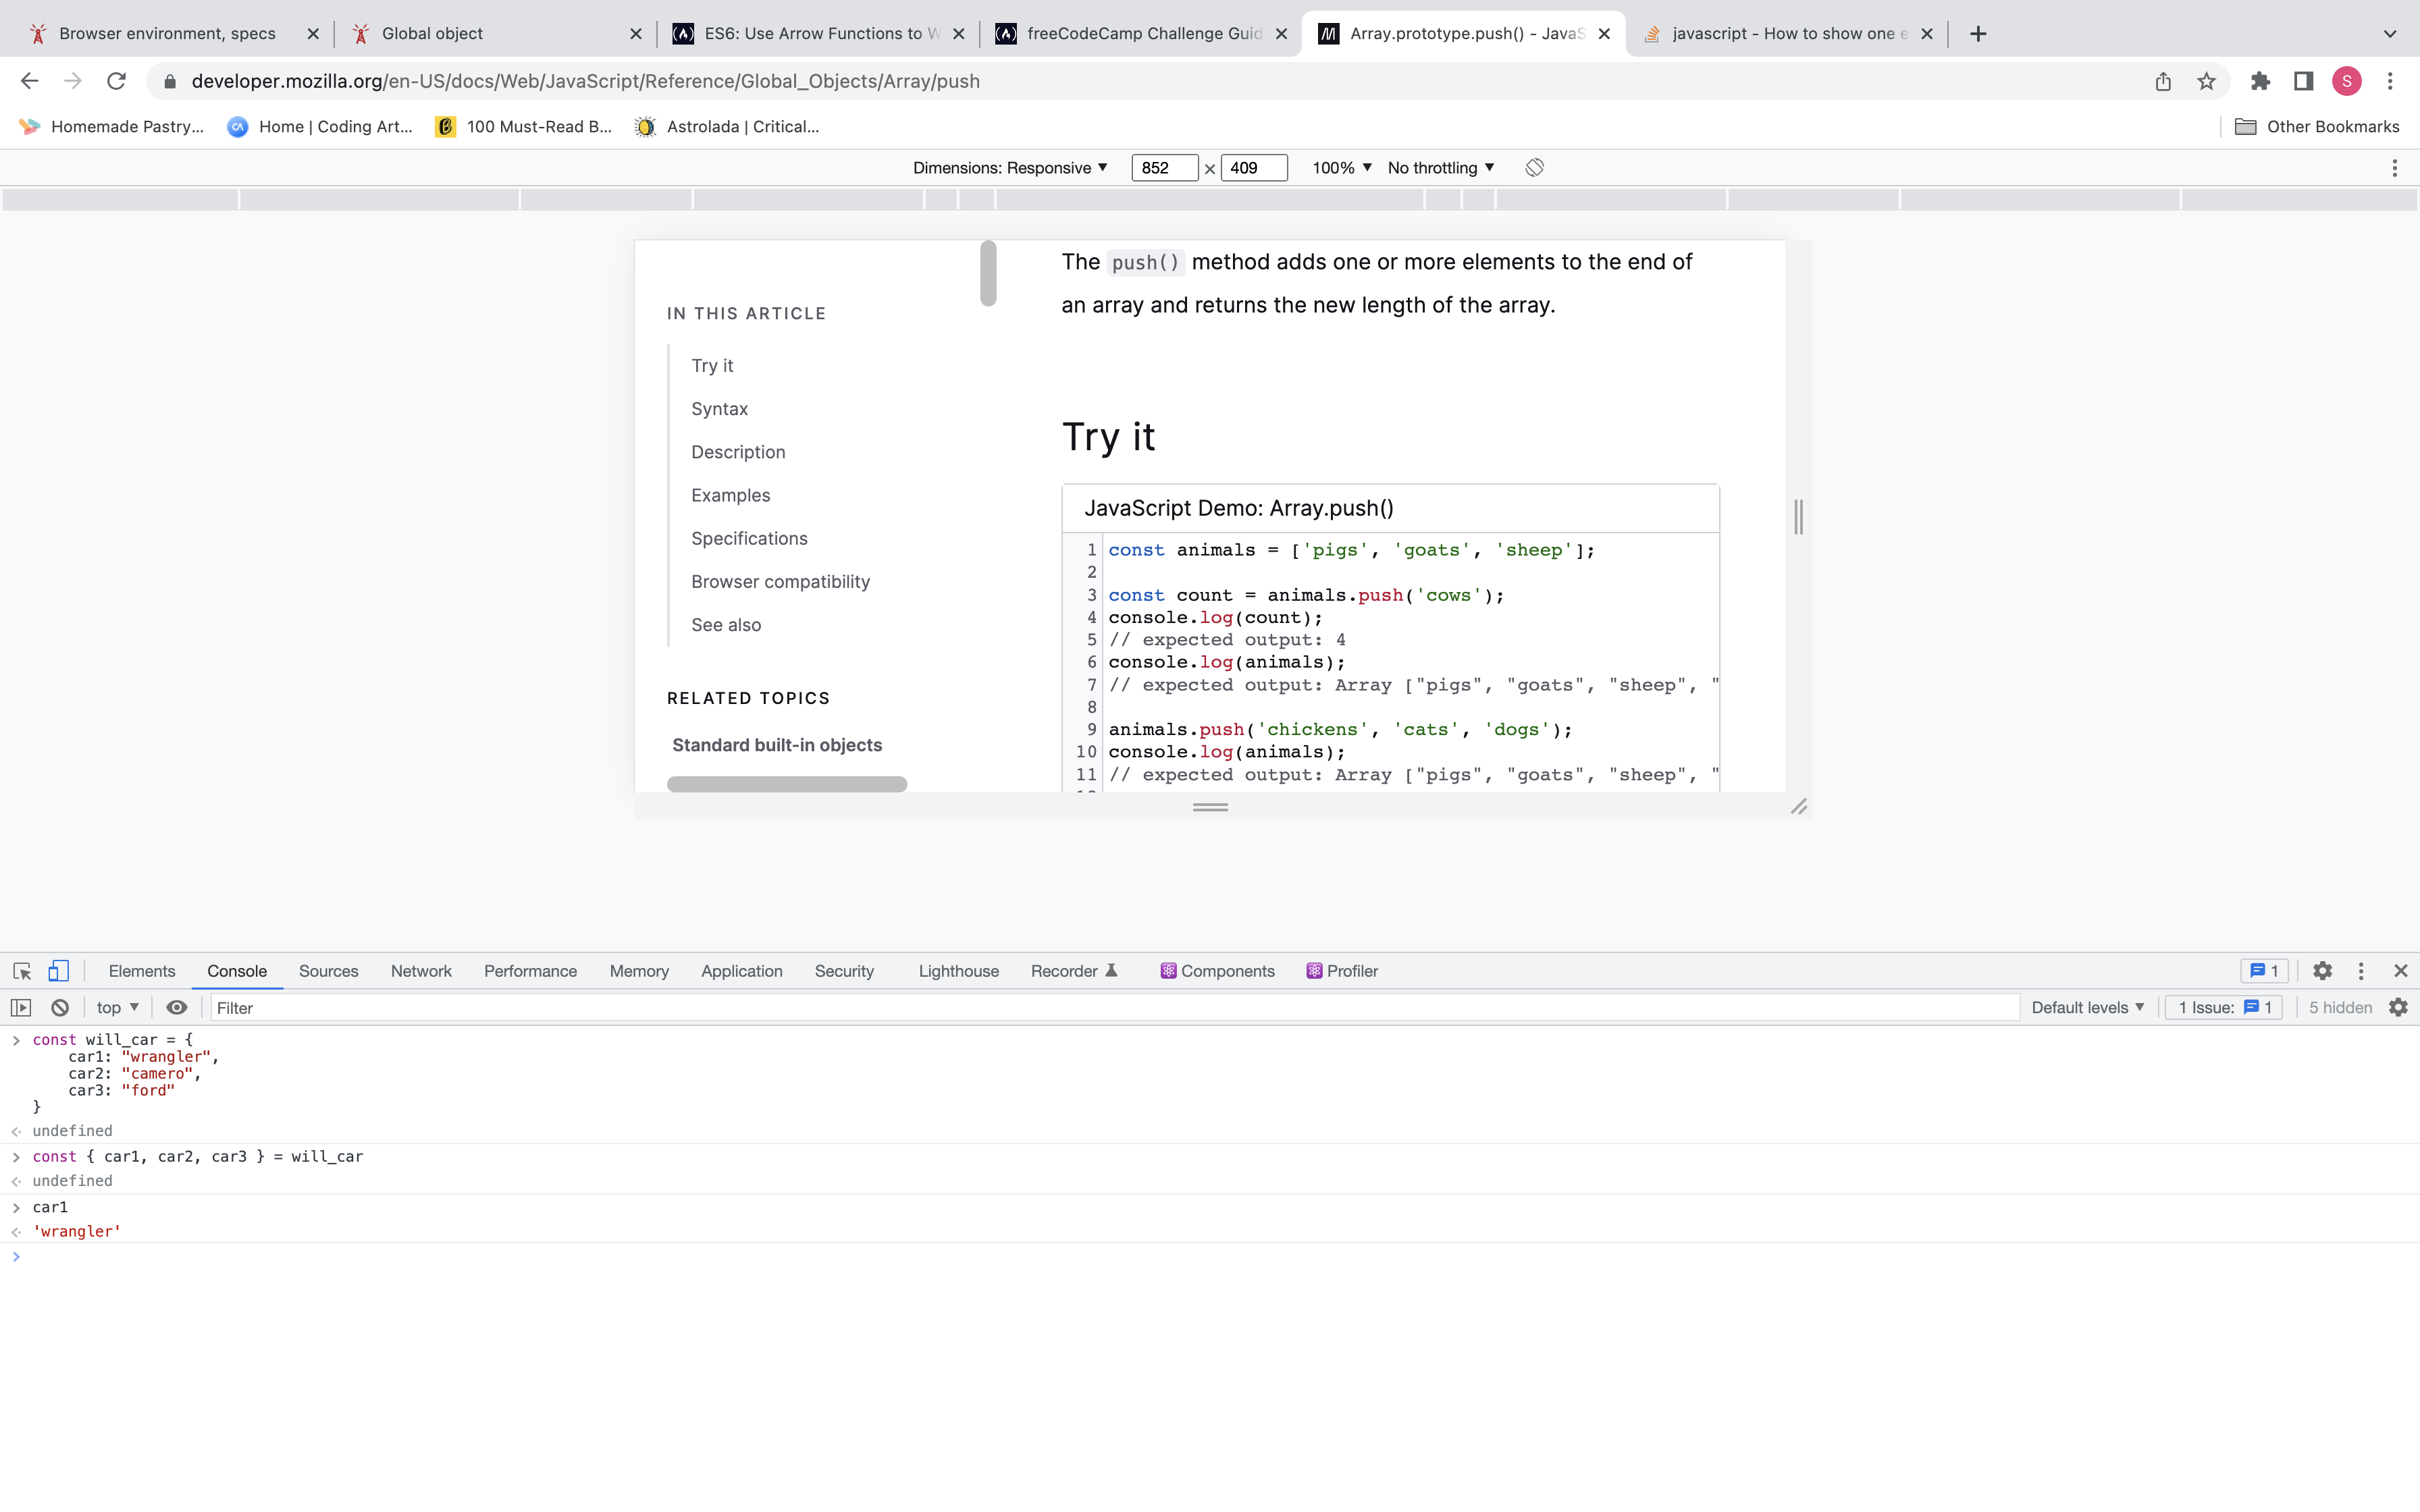 Browser environment, specs
Global object
ES6: Use Arrow Functions to W
freeCodeCamp Challenge Guid
Array.prototype.push() - JavaS
javascript - How to show one e
developer.mozilla.org/en-US/docs/Web/JavaScript/Reference/Global_Objects/Array/push
S
Homemade Pastry...
Home | Coding Art...
100 Must-Read B...
Astrolada | Critical...
Other Bookmarks
Dimensions: Responsive ▼ 852 × 409 100% ▼ No throttling ▼
IN THIS ARTICLE
Try it
Syntax
Description
Examples
Specifications
Browser compatibility
See also
RELATED TOPICS
Standard built-in objects
The push() method adds one or more elements to the end of
an array and returns the new length of the array.
Try it
JavaScript Demo: Array.push()
1 const animals = ['pigs', 'goats', 'sheep'];
2
3 const count = animals.push('cows');
4 console.log(count);
5 // expected output: 4
6 console.log(animals);
7 // expected output: Array ["pigs", "goats", "sheep", "
8
9 animals.push('chickens', 'cats', 'dogs');
10 console.log(animals);
11 // expected output: Array ["pigs", "goats", "sheep", "
Elements Console Sources Network Performance Memory Application Security Lighthouse Recorder Components Profiler 1
top ▼ Filter Default levels ▼ 1 Issue: 1 5 hidden
> const will_car = {
car1: "wrangler",
car2: "camero",
car3: "ford"
}
undefined
> const { car1, car2, car3 } = will_car
undefined
> car1
'wrangler'
>